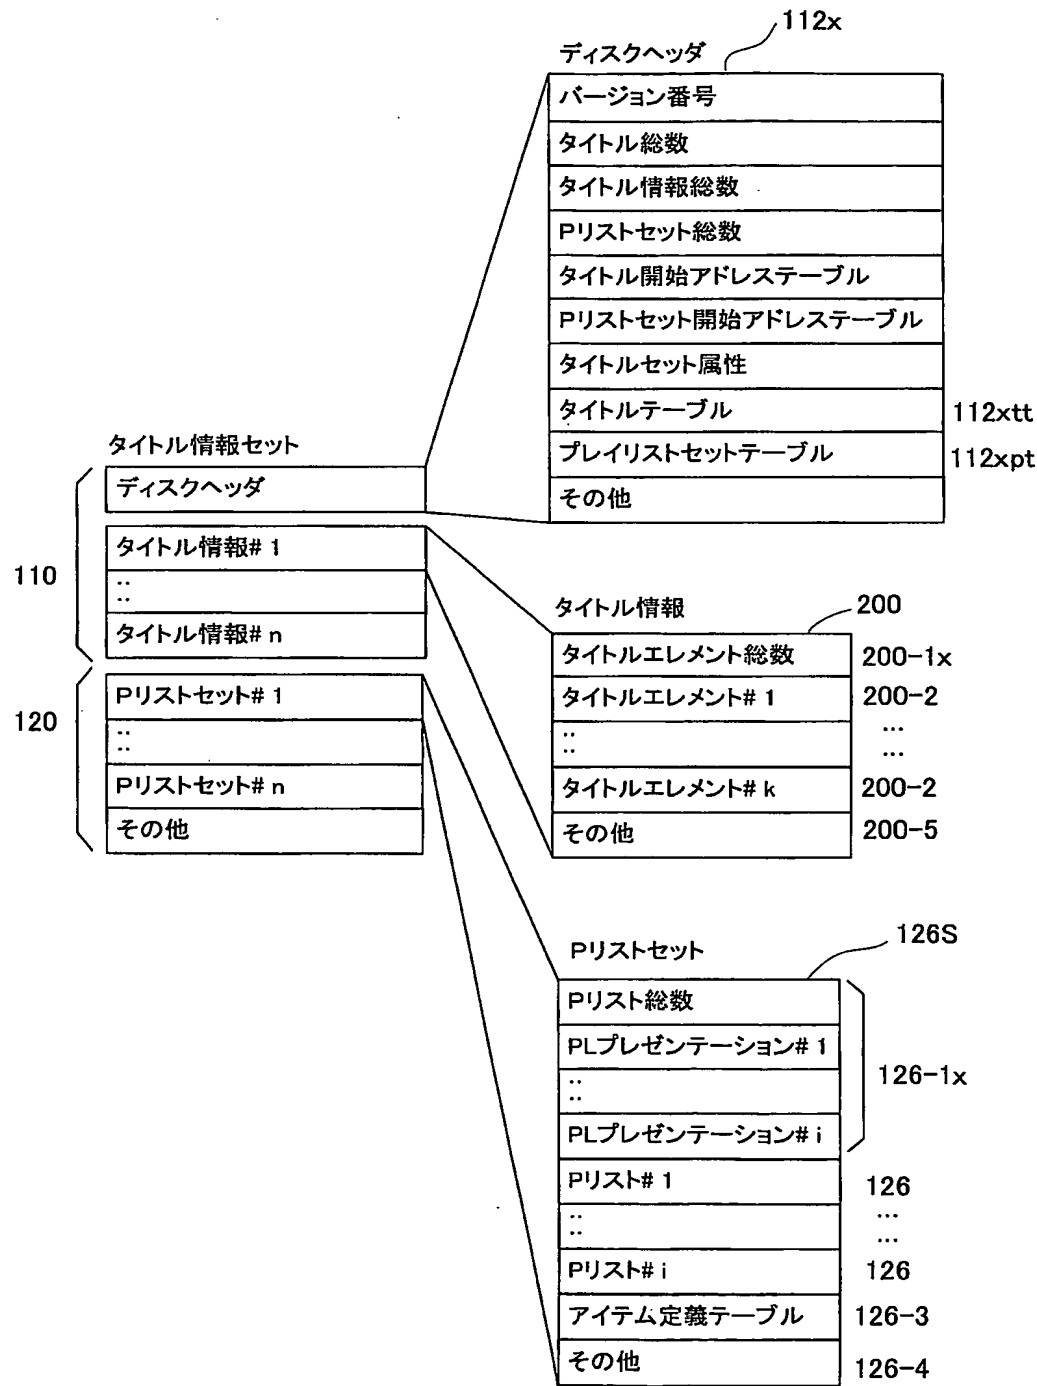 112x
ディスクヘッダ
バージョン番号
タイトル総数
タイトル情報総数
Pリストセット総数
タイトル開始アドレステーブル
Pリストセット開始アドレステーブル
タイトルセット属性
タイトルテーブル 112xtt
プレイリストセットテーブル 112xpt
その他
タイトル情報セット
ディスクヘッダ
タイトル情報# 1
::
タイトル情報# n
110
Pリストセット# 1
::
Pリストセット# n
その他
120
タイトル情報 200
タイトルエレメント総数 200-1x
タイトルエレメント# 1 200-2
:: ... ...
タイトルエレメント# k 200-2
その他 200-5
Pリストセット 126S
Pリスト総数
PLプレゼンテーション# 1
::
PLプレゼンテーション# i
126-1x
Pリスト# 1 126
:: ... ...
Pリスト# i 126
アイテム定義テーブル 126-3
その他 126-4